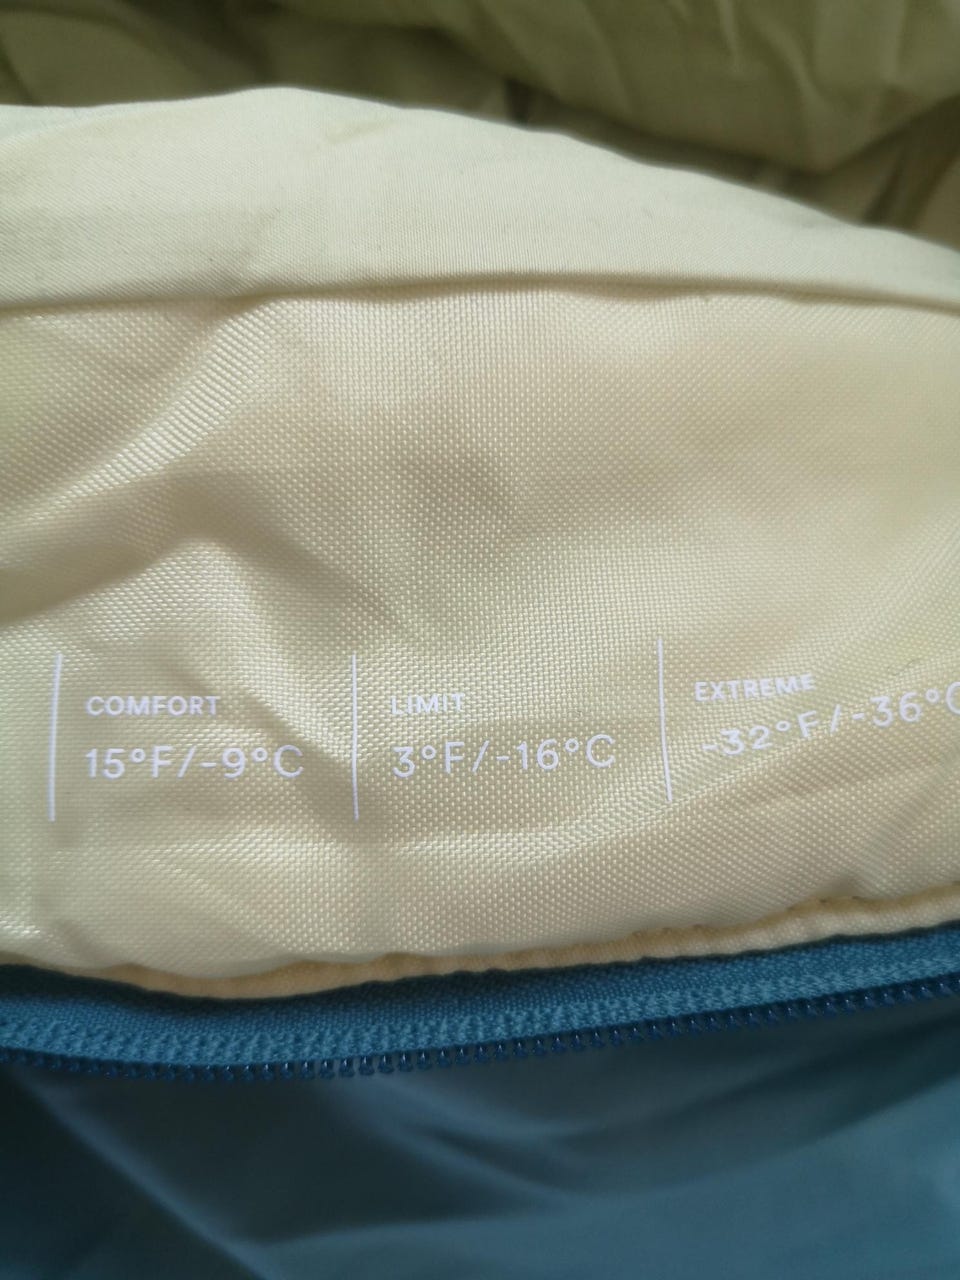 COMFORT
15°F/-9°C
LIMIT
3°F/-16°C
EXTREME
-32°F/-36°C